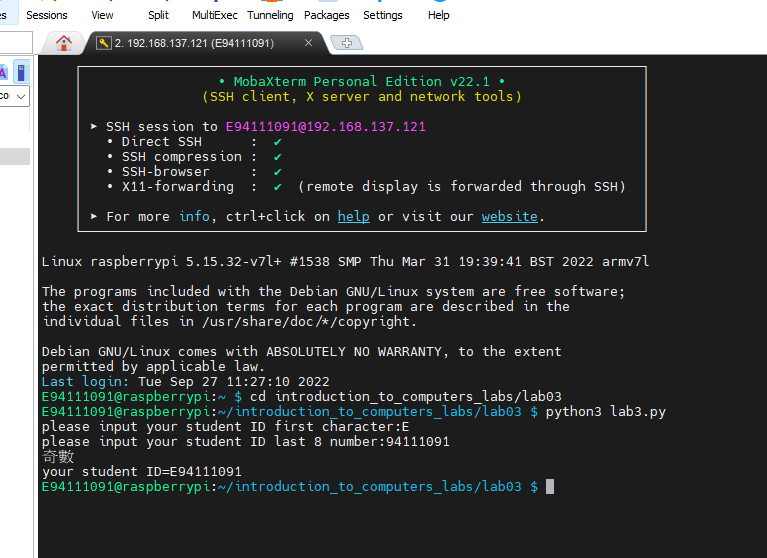 Sessions View Split MultiExec Tunneling Packages Settings Help
2. 192.168.137.121 (E94111091)
• MobaXterm Personal Edition v22.1 •
(SSH client, X server and network tools)
➤ SSH session to E94111091@192.168.137.121
• Direct SSH : ✔
• SSH compression : ✔
• SSH-browser : ✔
• X11-forwarding : ✔ (remote display is forwarded through SSH)
➤ For more info, ctrl+click on help or visit our website.
Linux raspberrypi 5.15.32-v7l+ #1538 SMP Thu Mar 31 19:39:41 BST 2022 armv7l
The programs included with the Debian GNU/Linux system are free software;
the exact distribution terms for each program are described in the
individual files in /usr/share/doc/*/copyright.
Debian GNU/Linux comes with ABSOLUTELY NO WARRANTY, to the extent
permitted by applicable law.
Last login: Tue Sep 27 11:27:10 2022
E94111091@raspberrypi:~ $ cd introduction_to_computers_labs/lab03
E94111091@raspberrypi:~/introduction_to_computers_labs/lab03 $ python3 lab3.py
please input your student ID first character:E
please input your student ID last 8 number:94111091
奇數
your student ID=E94111091
E94111091@raspberrypi:~/introduction_to_computers_labs/lab03 $